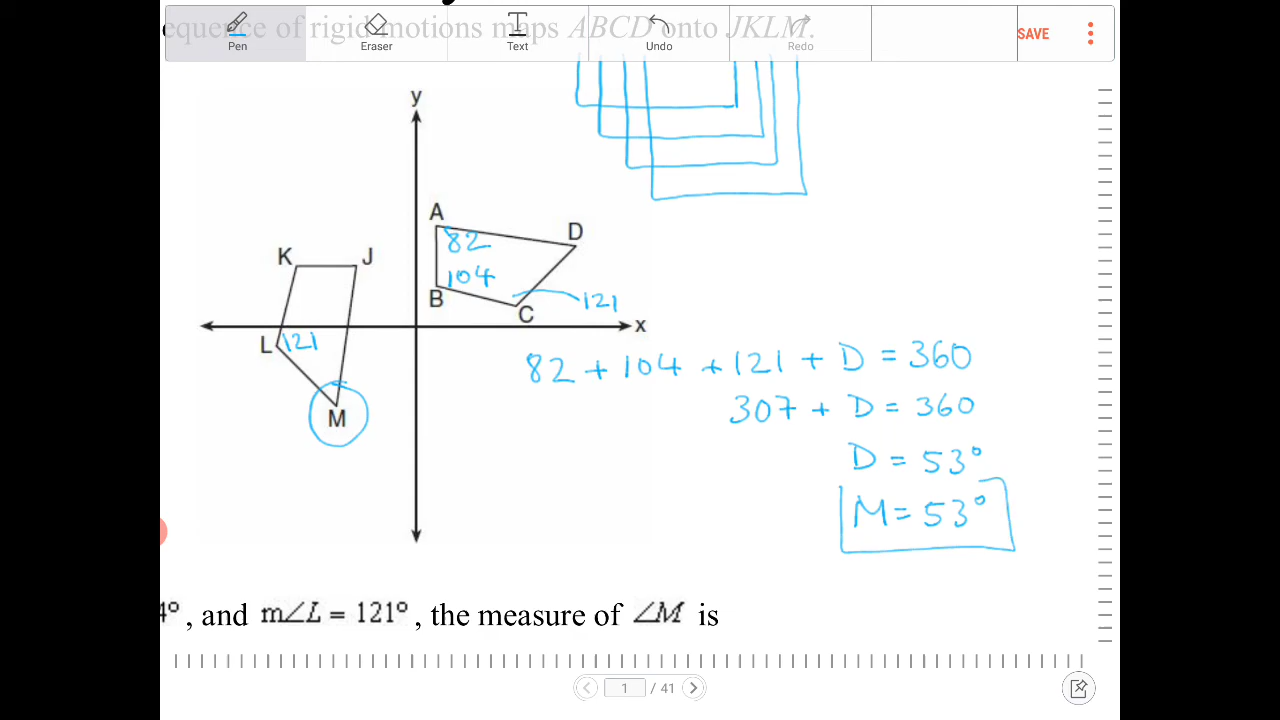 equence of rigid motions maps ABCD onto JKLM.
Pen
Eraser
Text
Undo
Redo
SAVE
y
A
82
D
K
J
104
B
C
121
x
L
121
M
82 + 104 + 121 + D = 360
307 + D = 360
D = 53°
M = 53°
4° , and m∠L = 121° , the measure of ∠M is
1 / 41